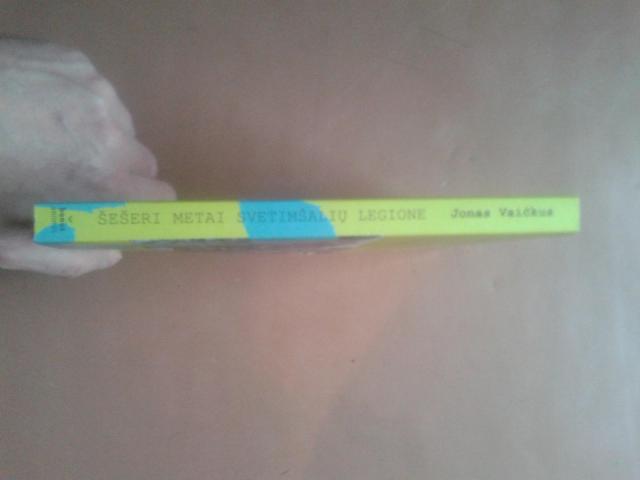 ŠEŠERI METAI SVETIMŠALIŲ LEGIONE Jonas Vaičkus